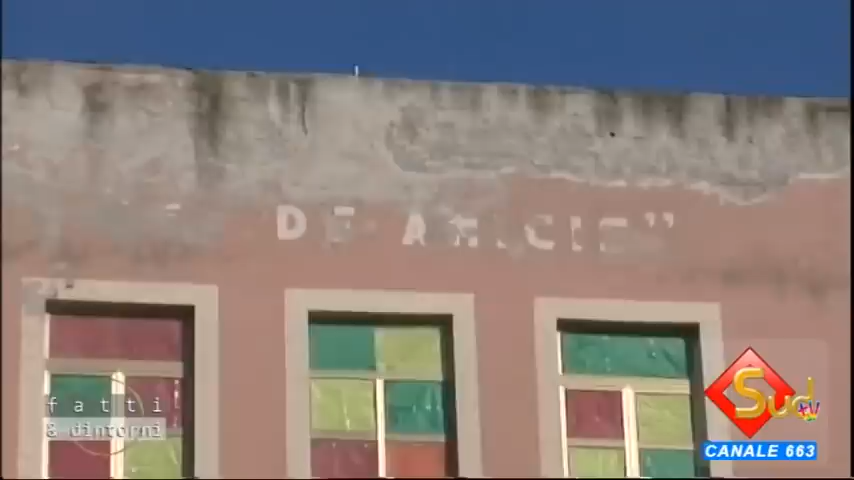 DE AMICIS"
fatti
& dintorni
Sud tv
CANALE 663